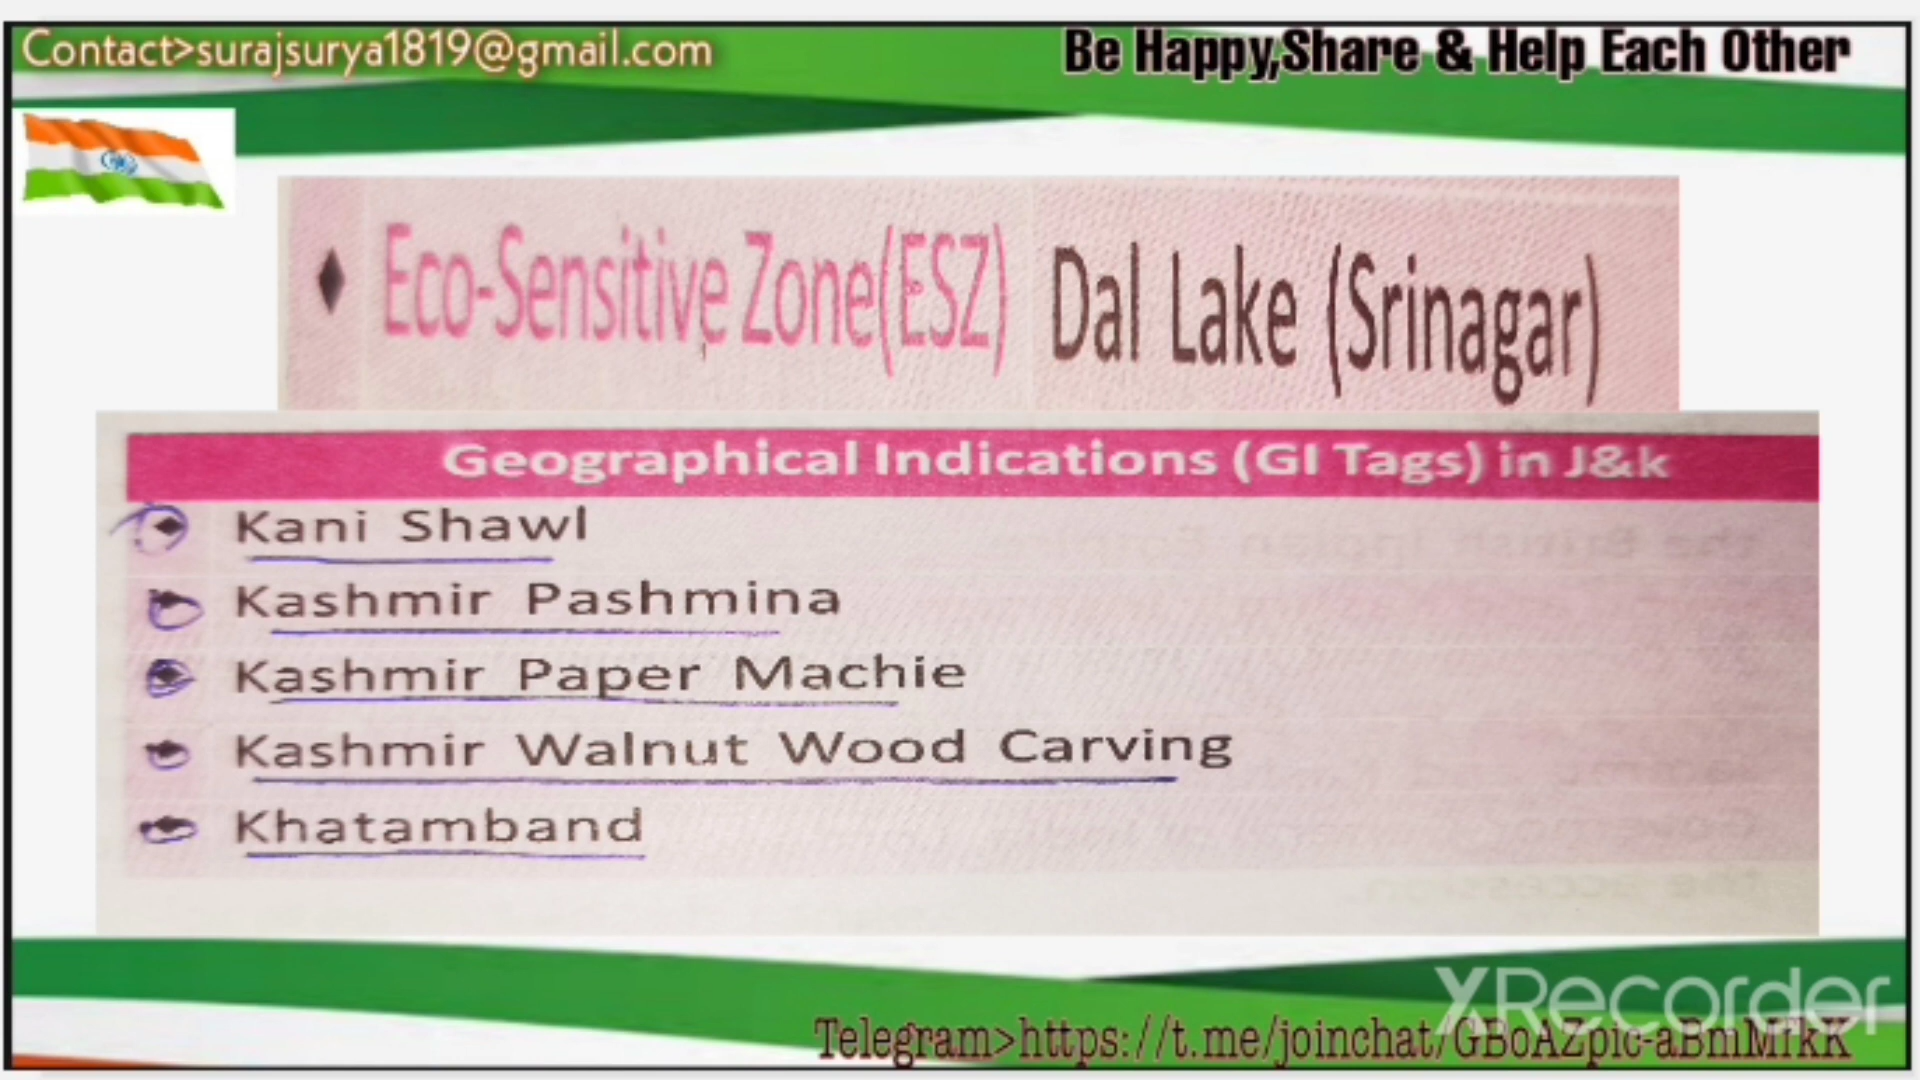 Contact>surajsurya1819@gmail.com
Be Happy,Share & Help Each Other
Eco-Sensitive Zone(ESZ) Dal Lake (Srinagar)
Geographical Indications (GI Tags) in J&k
Kani Shawl
Kashmir Pashmina
Kashmir Paper Machie
Kashmir Walnut Wood Carving
Khatamband
XRecorder
Telegram>https://t.me/joinchat/GBoAZpic-aBmMfkK